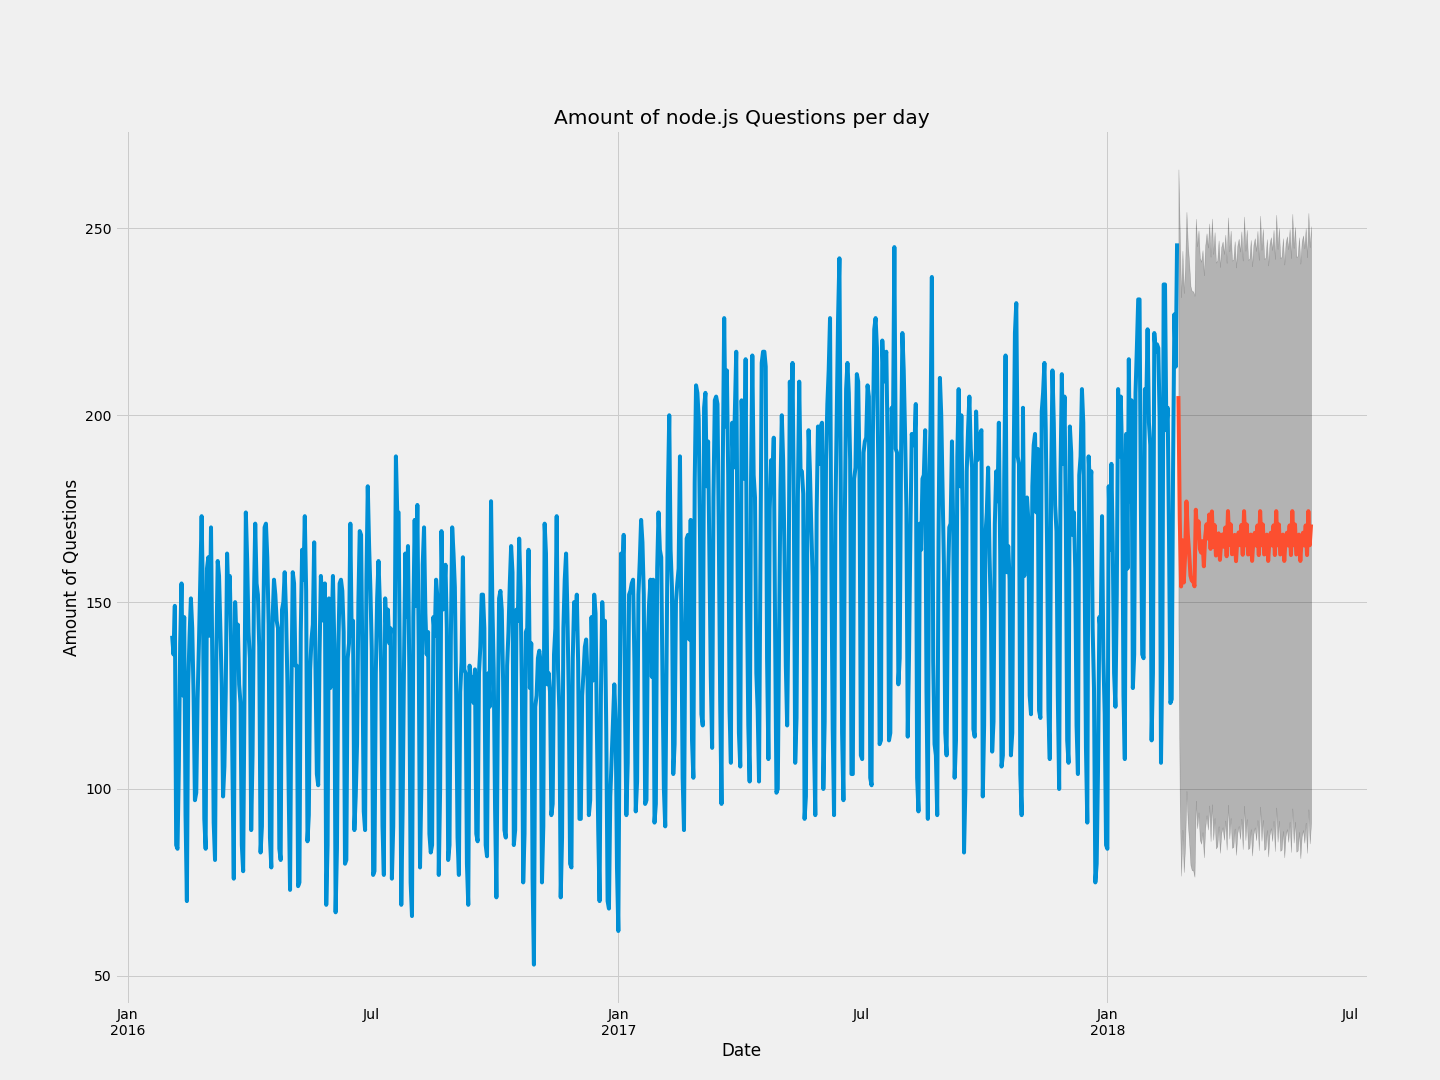 Amount of node.js Questions per day
Amount of Questions
250
200
150
100
50
Jan
2016
Jul
Jan
2017
Jul
Jan
2018
Jul
Date